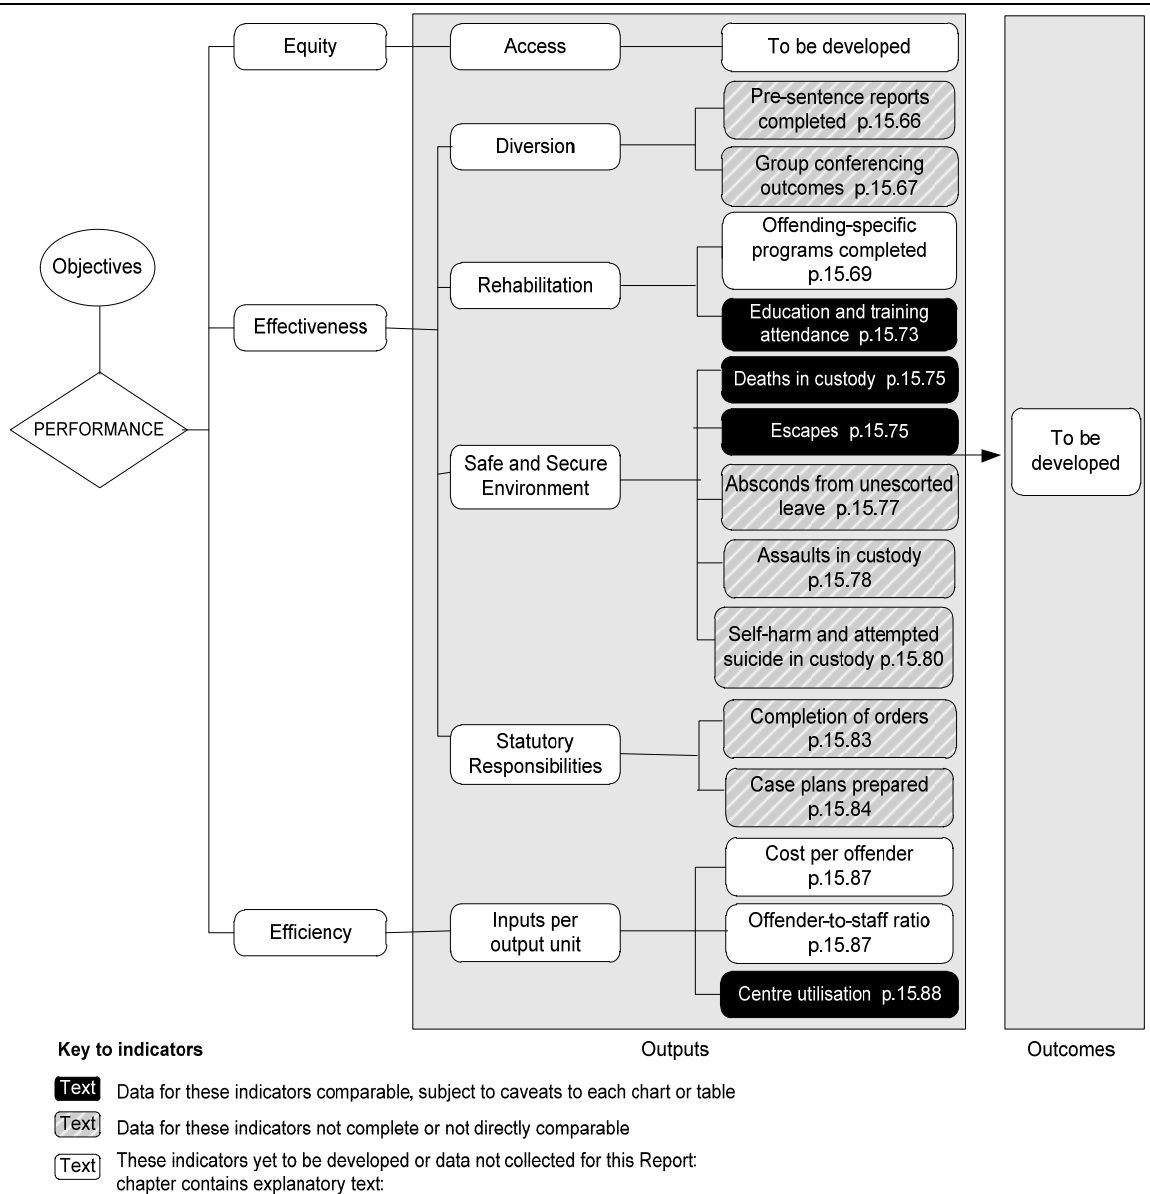 Equity
Access
To be developed
Pre-sentence reports
completed p.15.66
Diversion
Group conferencing
outcomes p.15.67
Offending-specific
programs completed
p.15.69
Objectives
Rehabilitation
Education and training
attendance p.15.73
Effectiveness
Deaths in custody p.15.75
PERFORMANCE
Escapes p.15.75
To be
developed
Safe and Secure
Environment
Absconds from unescorted
leave p.15.77
Assaults in custody
p.15.78
Self-harm and attempted
suicide in custody p.15.80
Completion of orders
p.15.83
Statutory
Responsibilities
Case plans prepared
p.15.84
Cost per offender
p.15.87
Efficiency
Inputs per
output unit
Offender-to-staff ratio
p.15.87
Centre utilisation p.15.88
Outputs
Outcomes
Key to indicators
Text Data for these indicators comparable, subject to caveats to each chart or table
Text Data for these indicators not complete or not directly comparable
Text These indicators yet to be developed or data not collected for this Report:
chapter contains explanatory text: